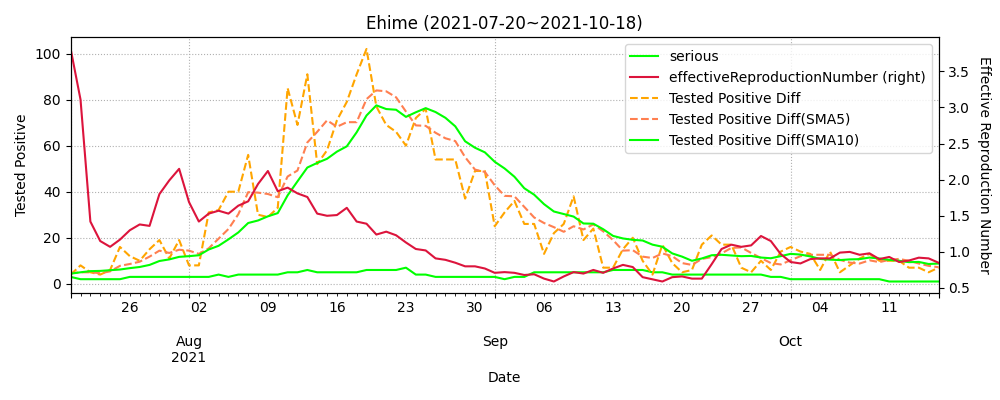 Ehime (2021-07-20~2021-10-18)
Tested Positive
100
80
60
40
20
0
serious
effectiveReproductionNumber (right)
Tested Positive Diff
Tested Positive Diff(SMA5)
Tested Positive Diff(SMA10)
3.5
3.0
2.5
2.0
1.5
1.0
0.5
Effective Reproduction Number
26 02 09 16 23 30 06 13 20 27 04 11
Aug Sep Oct
2021
Date